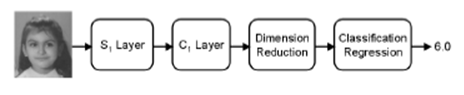 S₁ Layer
C₁ Layer
Dimension
Reduction
Classification
Regression
6.0